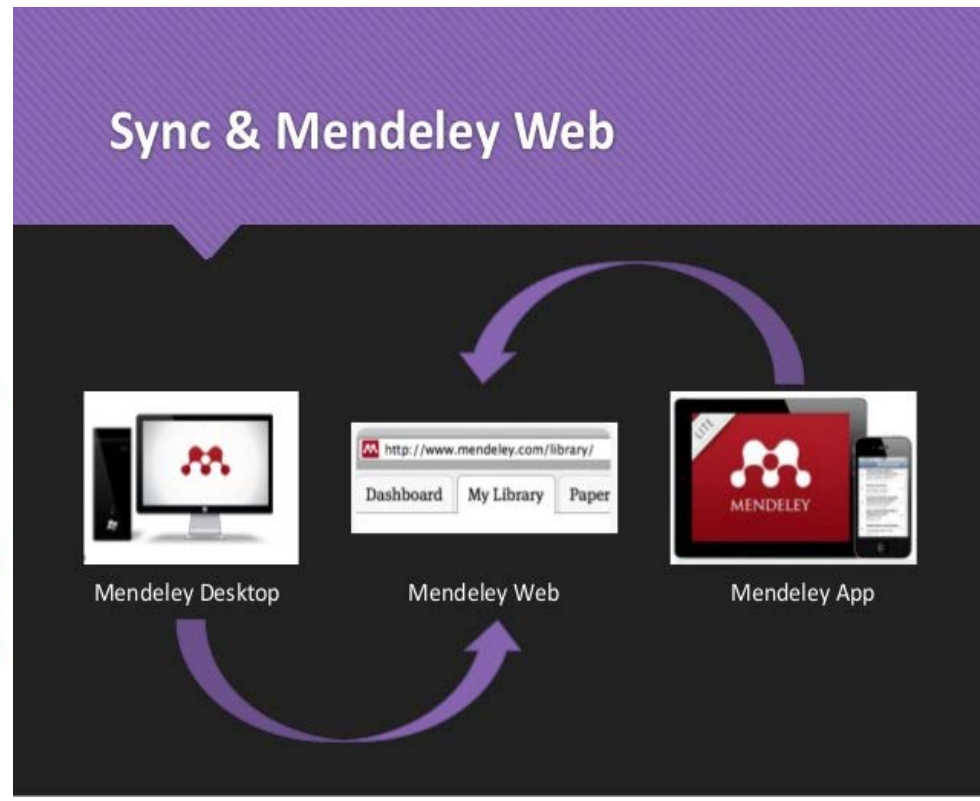 Sync & Mendeley Web
http://www.mendeley.com/library/
Dashboard My Library Paper
LITE
MENDELEY
Mendeley Desktop
Mendeley Web
Mendeley App